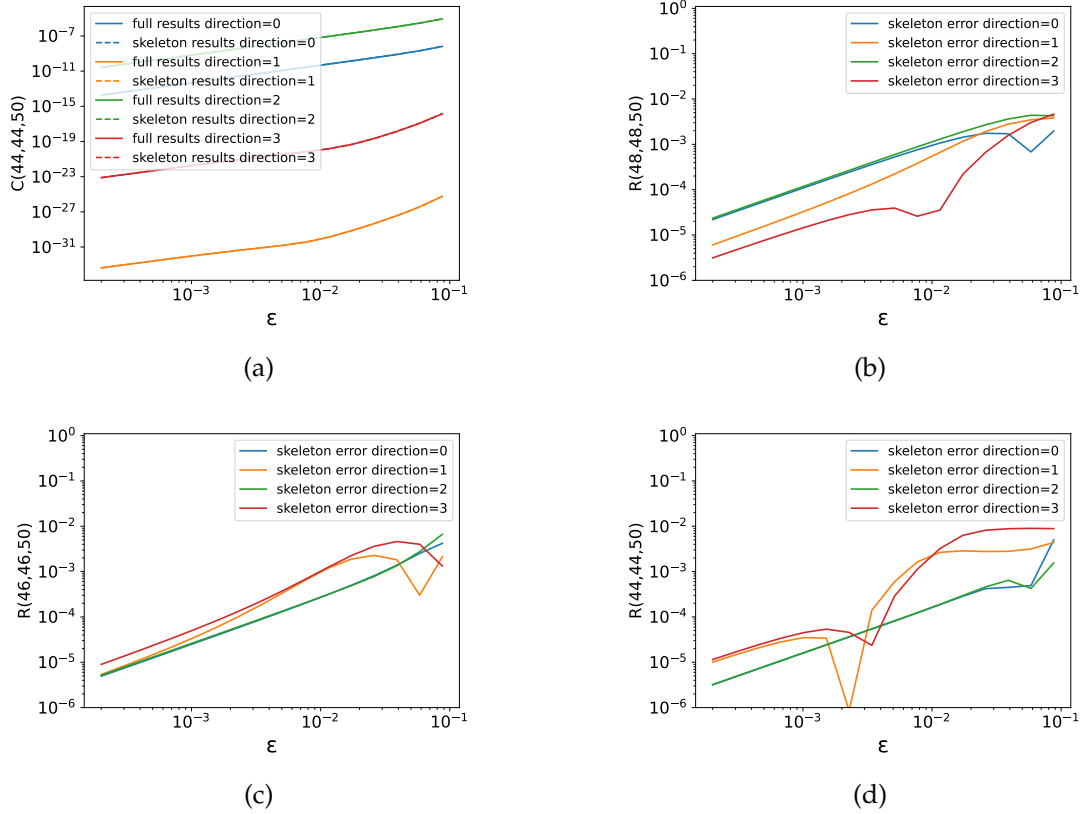 10⁻⁷
10⁻¹¹
10⁻¹⁵
10⁻¹⁹
10⁻²³
10⁻²⁷
10⁻³¹
C(44,44,50)
full results direction=0
skeleton results direction=0
full results direction=1
skeleton results direction=1
full results direction=2
skeleton results direction=2
full results direction=3
skeleton results direction=3
10⁻³ 10⁻² 10⁻¹
ε
(a)
10⁰
10⁻¹
10⁻²
10⁻³
10⁻⁴
10⁻⁵
10⁻⁶
R(48,48,50)
skeleton error direction=0
skeleton error direction=1
skeleton error direction=2
skeleton error direction=3
10⁻³ 10⁻² 10⁻¹
ε
(b)
10⁰
10⁻¹
10⁻²
10⁻³
10⁻⁴
10⁻⁵
10⁻⁶
R(46,46,50)
skeleton error direction=0
skeleton error direction=1
skeleton error direction=2
skeleton error direction=3
10⁻³ 10⁻² 10⁻¹
ε
(c)
10⁰
10⁻¹
10⁻²
10⁻³
10⁻⁴
10⁻⁵
10⁻⁶
R(44,44,50)
skeleton error direction=0
skeleton error direction=1
skeleton error direction=2
skeleton error direction=3
10⁻³ 10⁻² 10⁻¹
ε
(d)